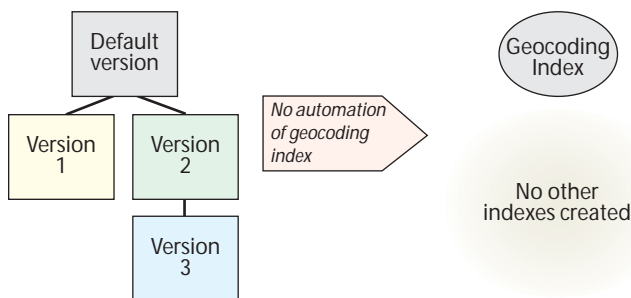 Default
version
Version
1
Version
2
Version
3
No automation
of geocoding
index
Geocoding
Index
No other
indexes created